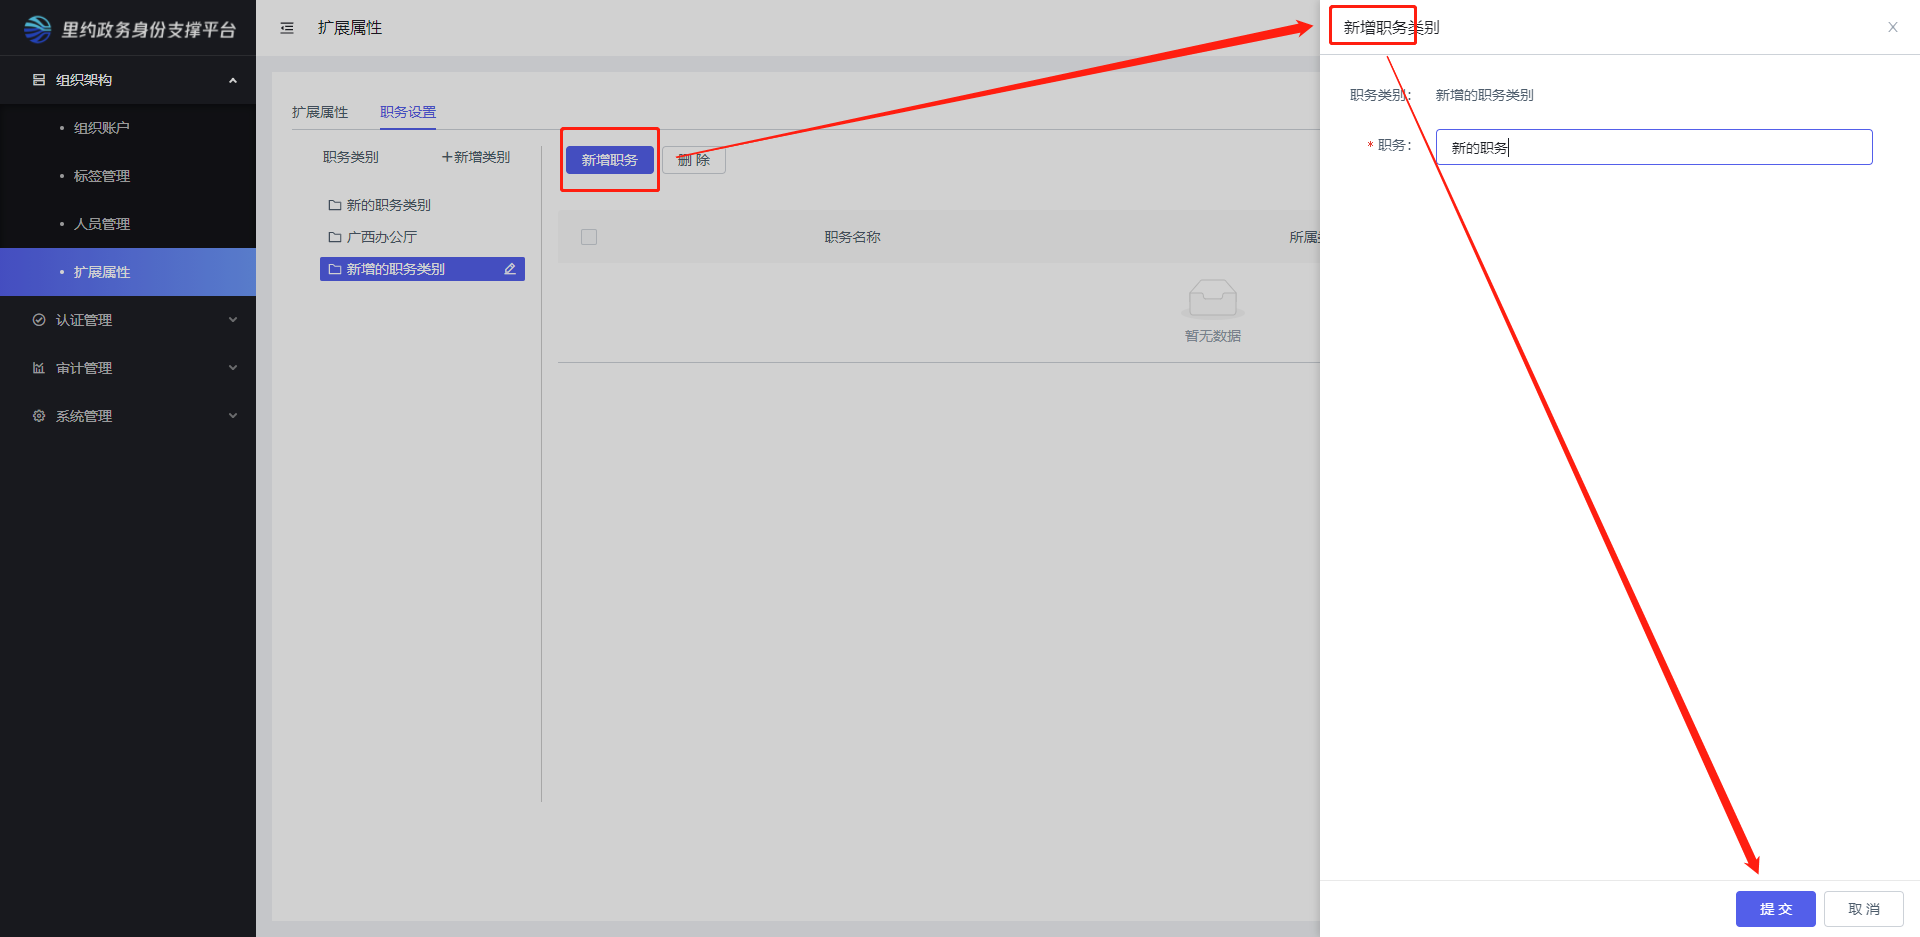 里约政务身份支撑平台
组织架构
组织账户
标签管理
人员管理
扩展属性
认证管理
审计管理
系统管理
扩展属性
扩展属性
职务设置
职务类别
+新增类别
新的职务类别
广西办公厅
新增的职务类别
新增职务
删 除
职务名称
所属
暂无数据
新增职务类别
职务类别：
新增的职务类别
* 职务：
新的职务
提 交
取 消